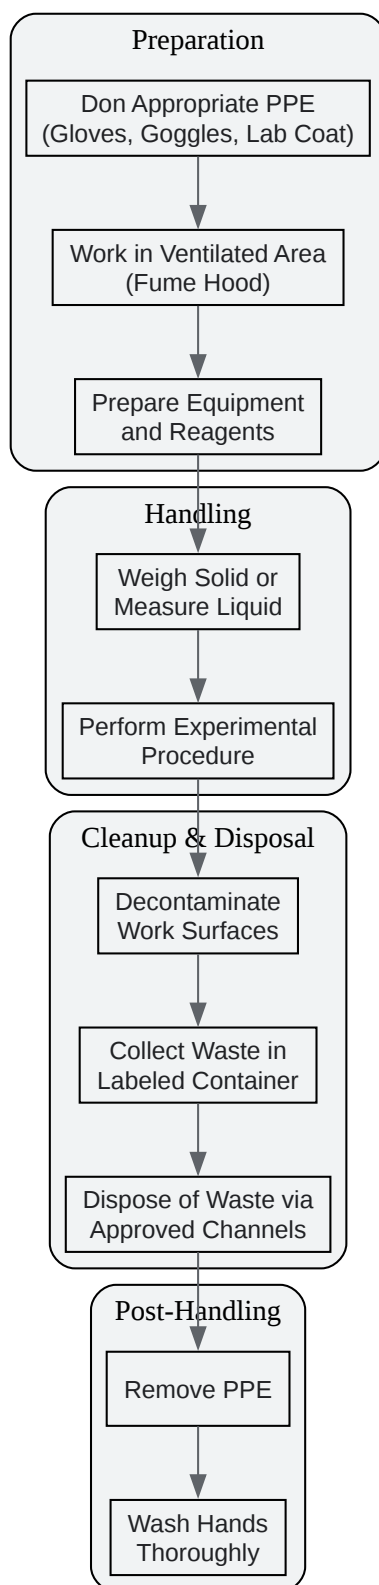 Preparation
Don Appropriate PPE
(Gloves, Goggles, Lab Coat)
Work in Ventilated Area
(Fume Hood)
Prepare Equipment
and Reagents
Handling
Weigh Solid or
Measure Liquid
Perform Experimental
Procedure
Cleanup & Disposal
Decontaminate
Work Surfaces
Collect Waste in
Labeled Container
Dispose of Waste via
Approved Channels
Post-Handling
Remove PPE
Wash Hands
Thoroughly